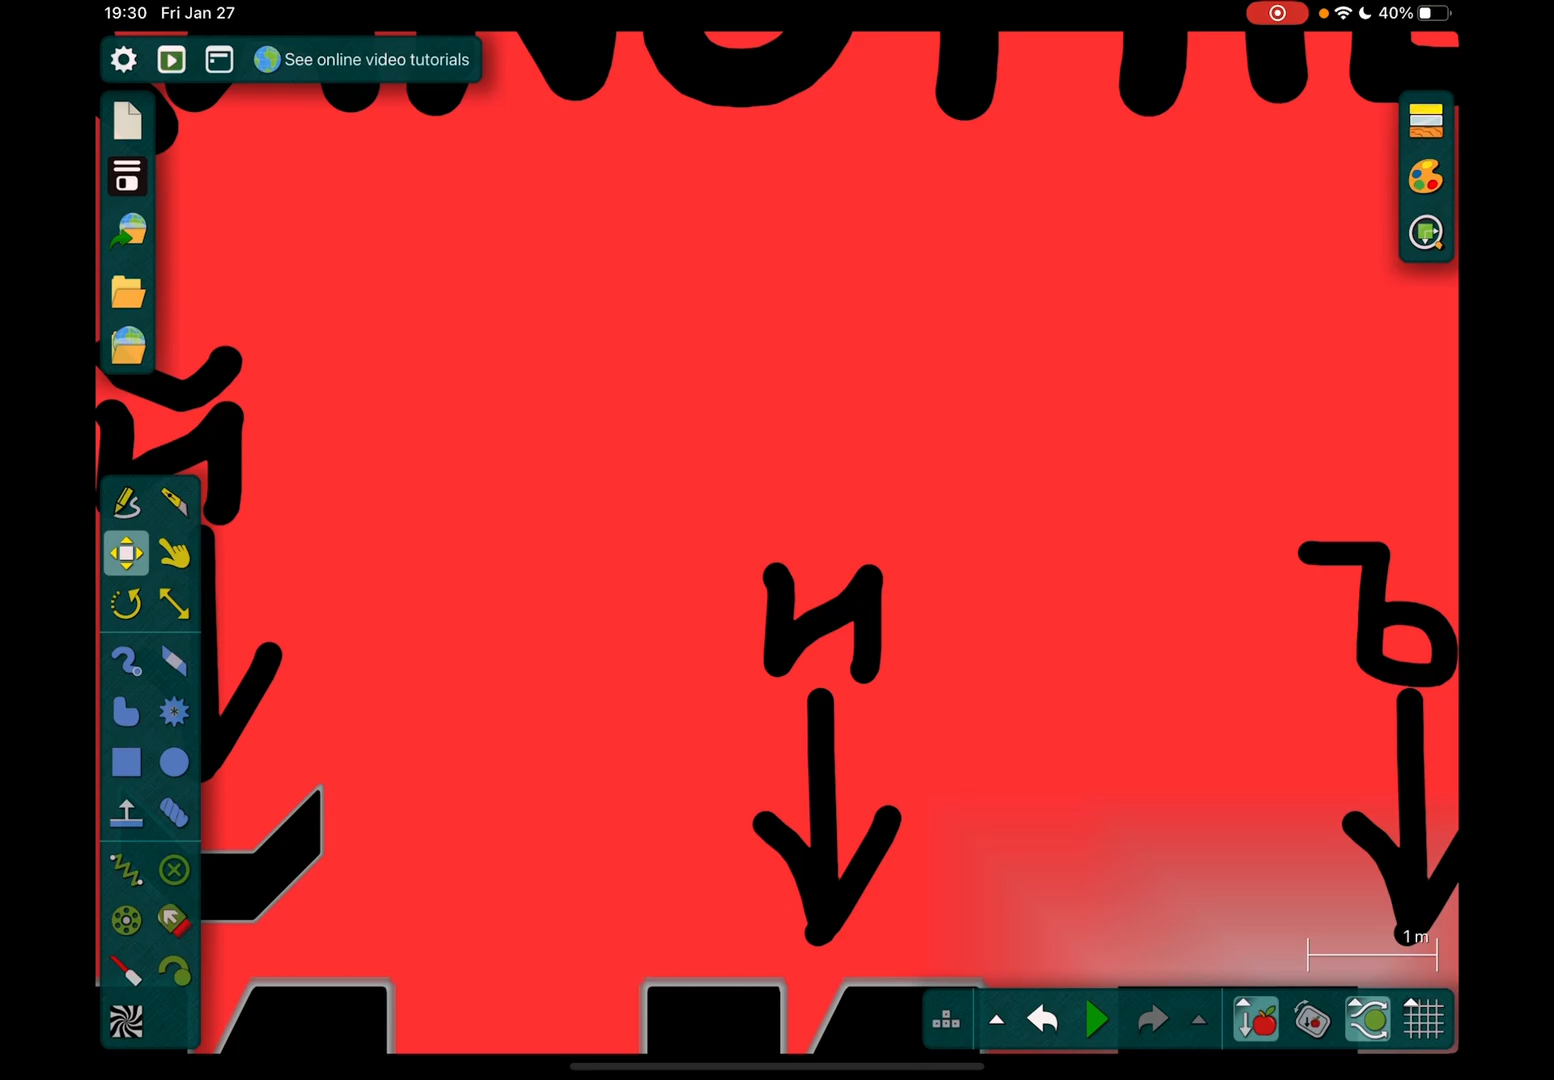 19:30 Fri Jan 27
40%
See online video tutorials
й
и
ъ
1 m